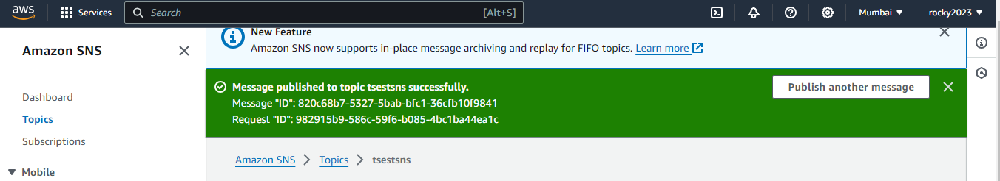 aws Services Search [Alt+S] Mumbai rocky2023
New Feature
Amazon SNS now supports in-place message archiving and replay for FIFO topics. Learn more
Amazon SNS
Message published to topic tsestsns successfully.
Message "ID": 820c68b7-5327-5bab-bfc1-36cfb10f9841
Request "ID": 982915b9-586c-59f6-b085-4bc1ba44ea1c
Publish another message
Dashboard
Topics
Subscriptions
Mobile
Amazon SNS Topics tsestsns